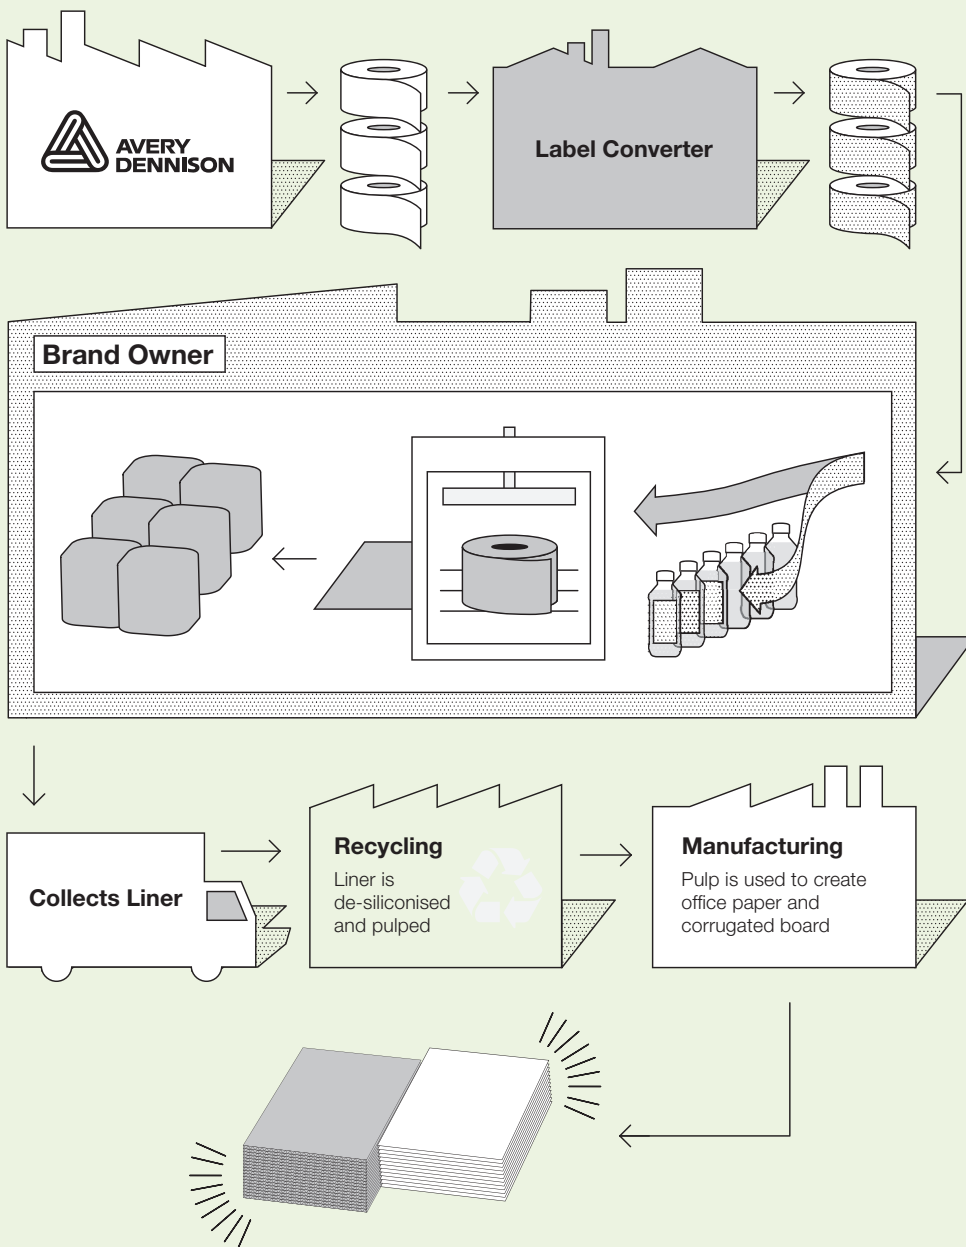 AVERY
DENNISON
Label Converter
Brand Owner
Collects Liner
Recycling
Liner is
de-siliconised
and pulped
Manufacturing
Pulp is used to create
office paper and
corrugated board